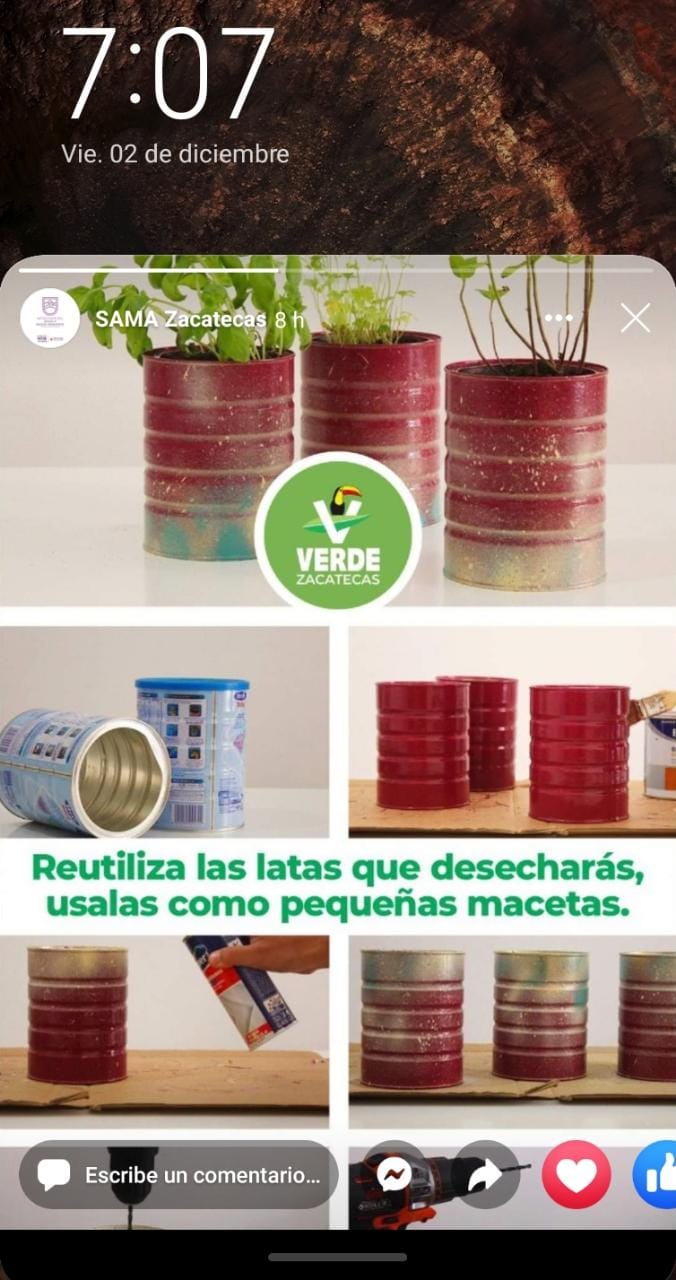 7:07
Vie. 02 de diciembre
SAMA Zacatecas 8 h
VERDE
ZACATECAS
Reutiliza las latas que desecharás,
usalas como pequeñas macetas.
Escribe un comentario...